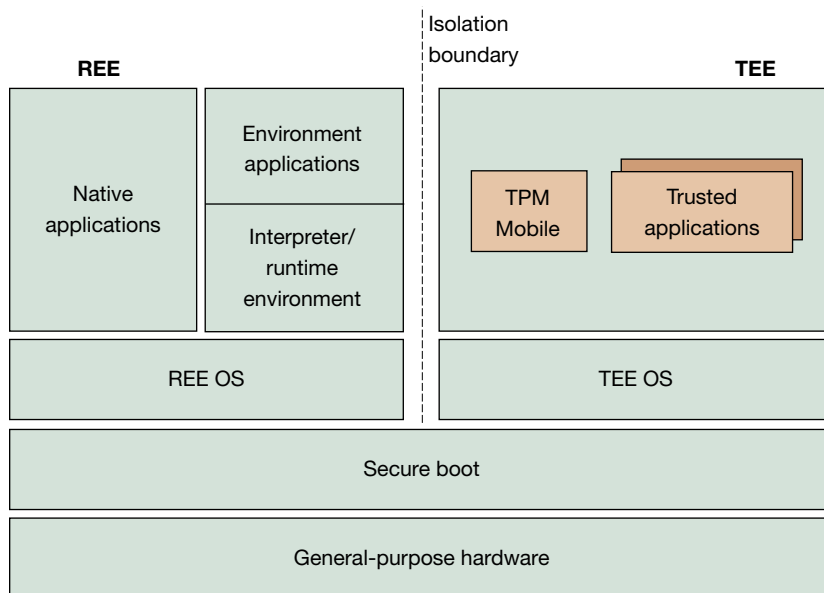 Isolation
boundary
REE
TEE
Native
applications
Environment
applications
Interpreter/
runtime
environment
TPM
Mobile
Trusted
applications
REE OS
TEE OS
Secure boot
General-purpose hardware